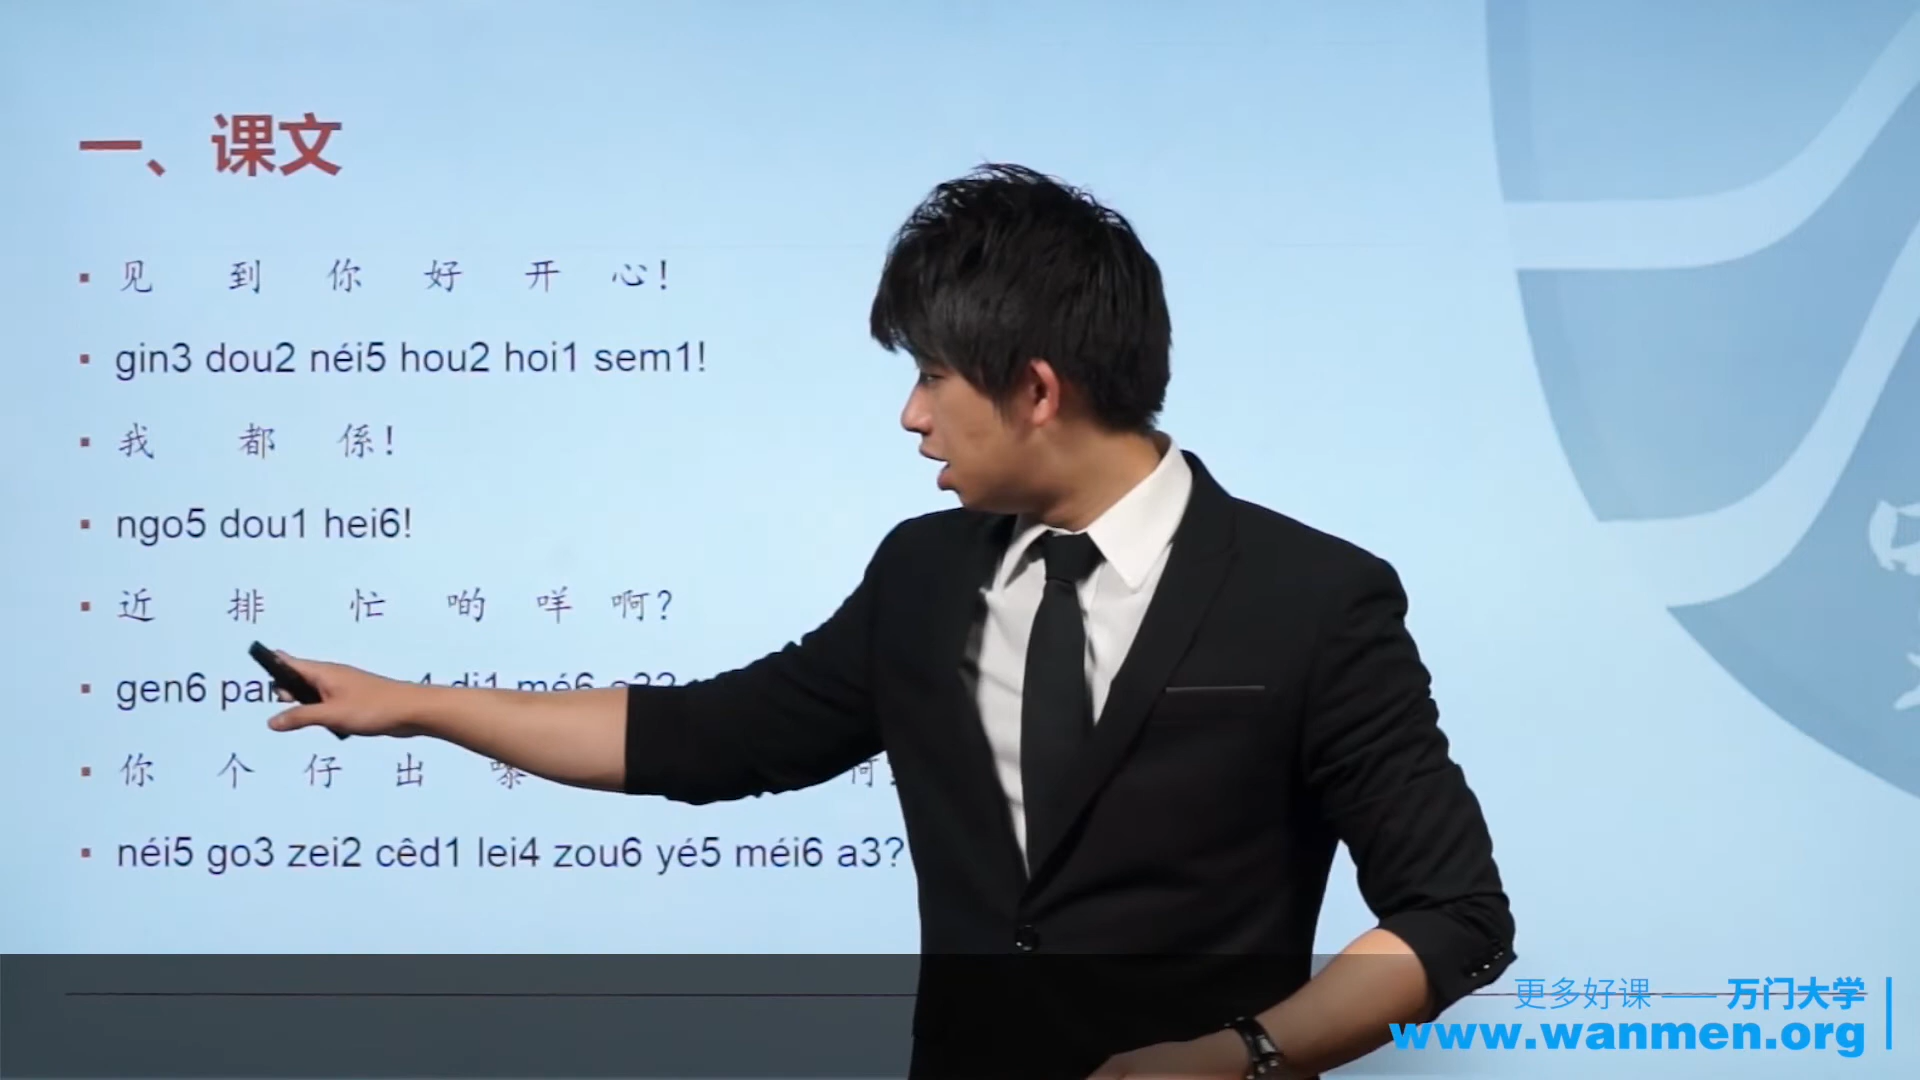 一、课文
见 到 你 好 开 心！
gin3 dou2 néi5 hou2 hoi1 sem1!
我 都 係！
ngo5 dou1 hei6!
近 排 忙 啲 咩 啊？
gen6
你 个 仔 出 嚟
néi5 go3 zei2 cêd1 lei4 zou6 yé5 méi6 a3?
更多好课 —— 万门大学
www.wanmen.org